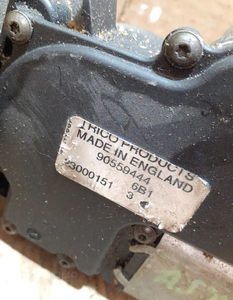 TRICO PRODUCTS
MADE IN ENGLAND
90559444
23000151 6B1
3